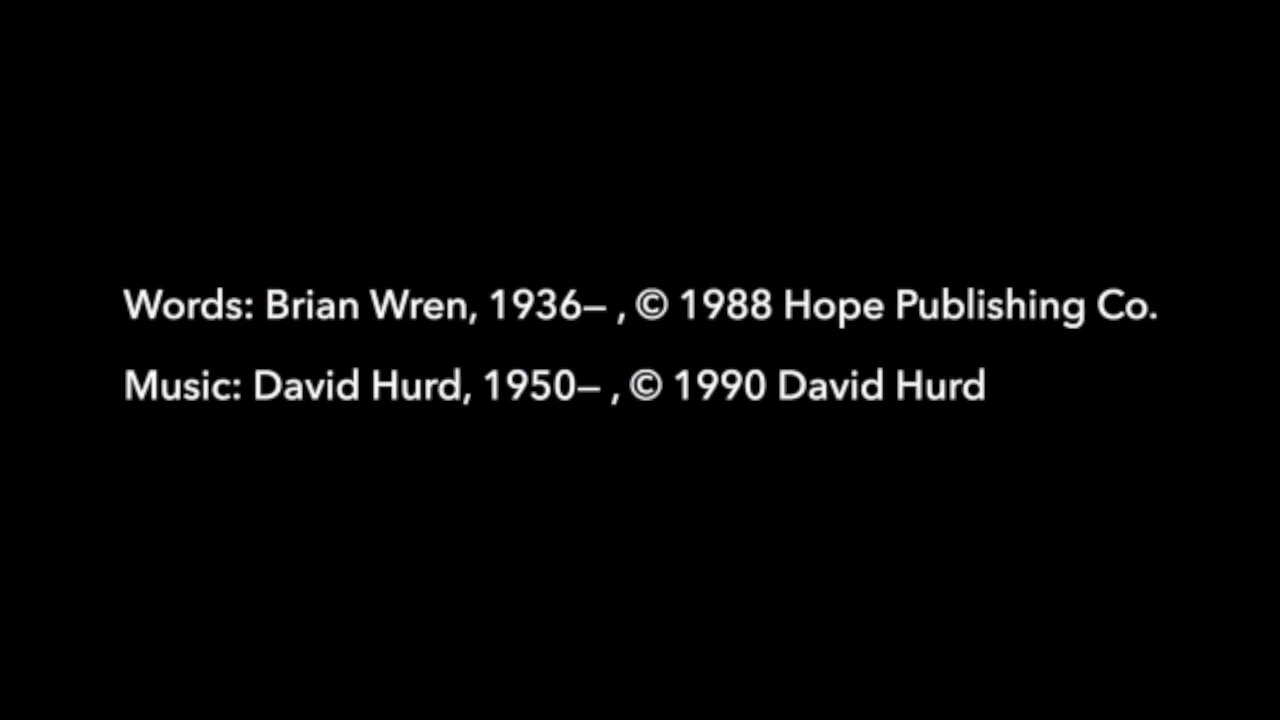 Words: Brian Wren, 1936– , © 1988 Hope Publishing Co.
Music: David Hurd, 1950– , © 1990 David Hurd